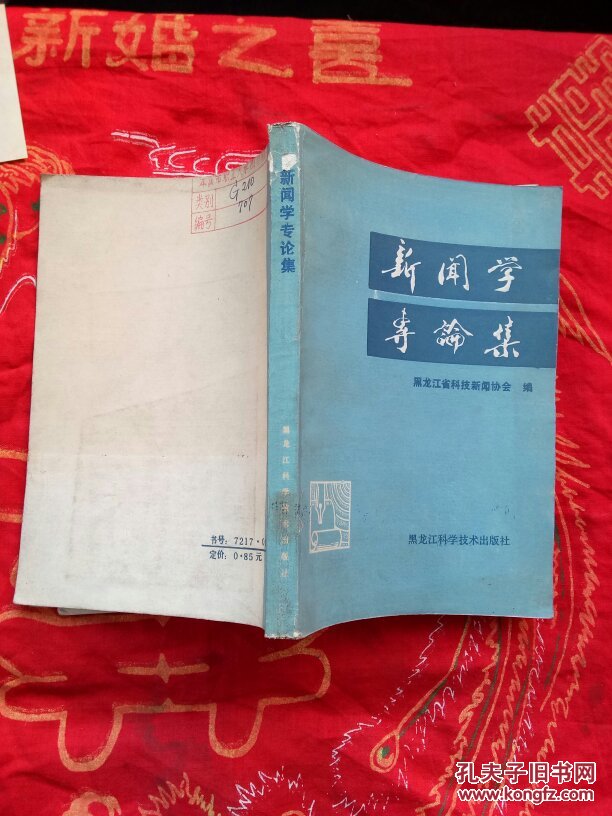 新婚之喜
类别
G210
编号
707
新闻学专论集
黑龙江科学技术出版社
书号：7217·0
定价：0.85元
新闻学
专論集
黑龙江省科技新闻协会 编
黑龙江科学技术出版社
孔夫子旧书网
www.kongfz.com